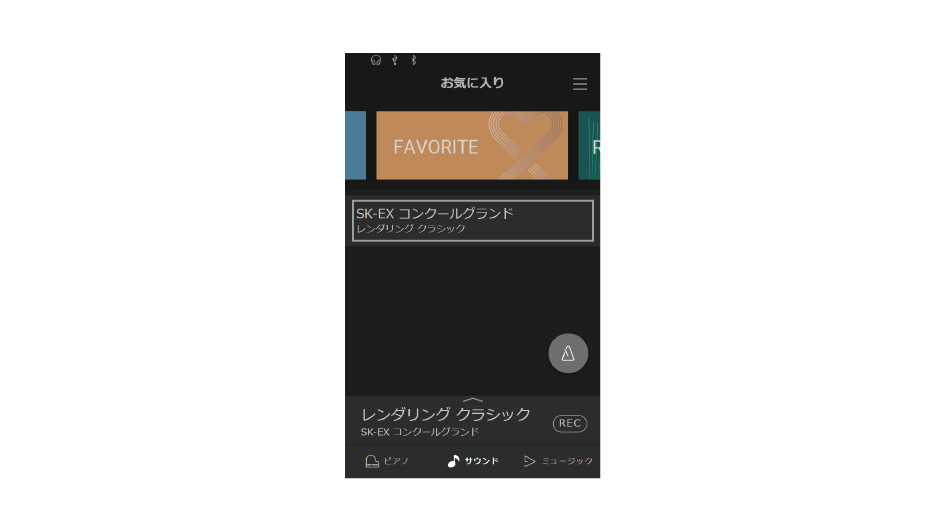 お気に入り
FAVORITE
R
SK-EX コンクールグランド
レンダリング クラシック
レンダリング クラシック
SK-EX コンクールグランド
REC
ピアノ
サウンド
ミュージック